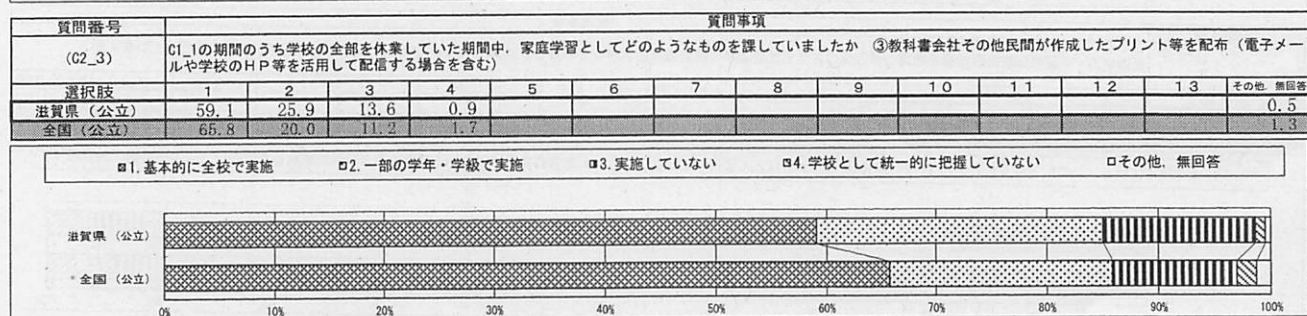 質問番号 質問事項
(C2_3) C1_1の期間のうち学校の全部を休業していた期間中,家庭学習としてどのようなものを課していましたか ③教科書会社その他民間が作成したプリント等を配布(電子メー
ルや学校のHP等を活用して配信する場合を含む)
選択肢 1 2 3 4 5 6 7 8 9 10 11 12 13 その他,無回答
滋賀県(公立) 59.1 25.9 13.6 0.9 0.5
全国(公立) 65.8 20.0 11.2 1.7 1.3
1.基本的に全校で実施 2.一部の学年・学級で実施 3.実施していない 4.学校として統一的に把握していない その他,無回答
滋賀県(公立)
全国(公立)
0% 10% 20% 30% 40% 50% 60% 70% 80% 90% 100%